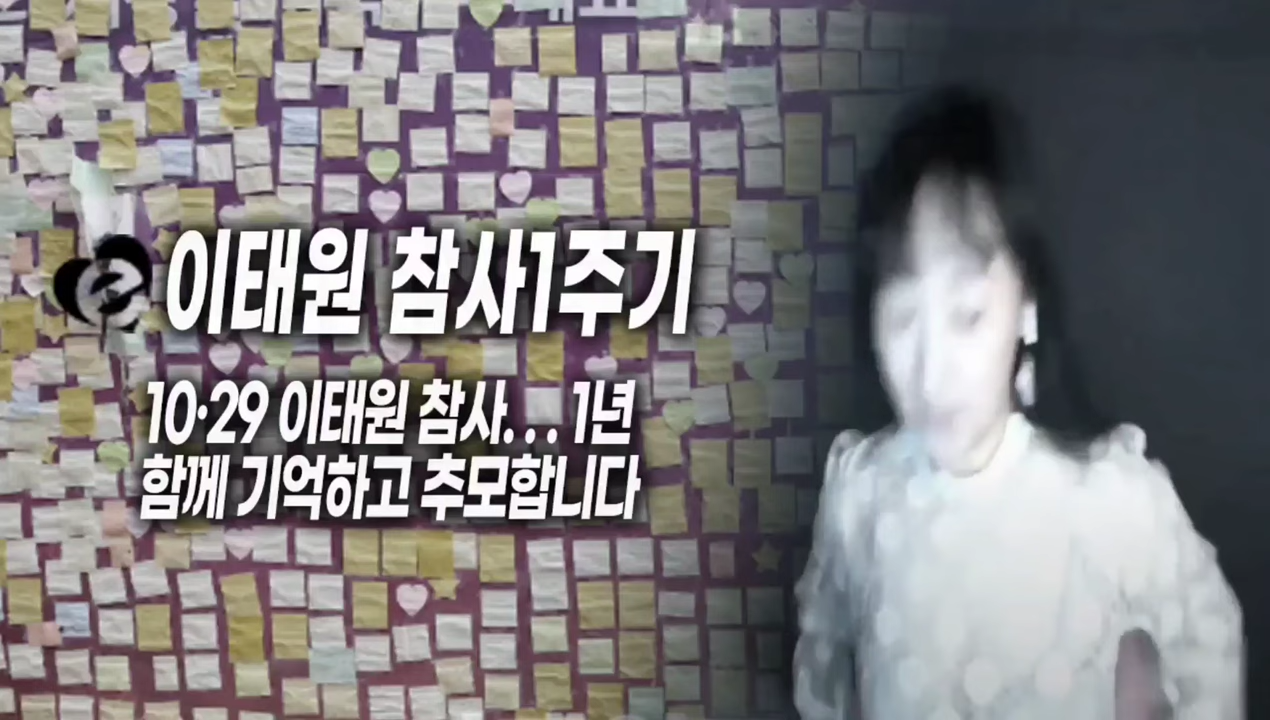 이태원 참사1주기
10·29 이태원 참사...1년
함께 기억하고 추모합니다